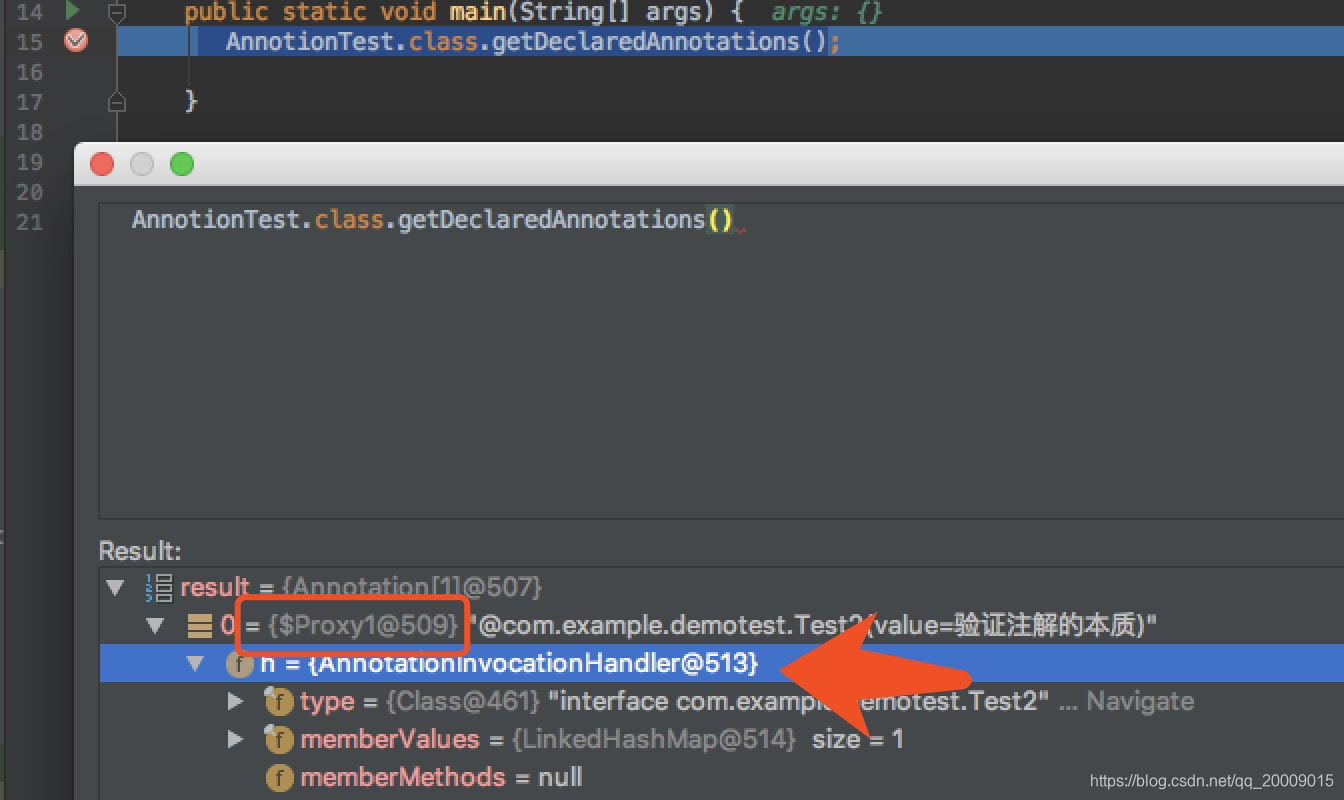 14 public static void main(String[] args) { args: {}
15 AnnotionTest.class.getDeclaredAnnotations();
16
17 }
18
19
20
21
AnnotionTest.class.getDeclaredAnnotations()
Result:
result = {Annotation[1]@507}
0 = {$Proxy1@509} "@com.example.demotest.Test2(value=验证注解的本质)"
f h = {AnnotationInvocationHandler@513}
f type = {Class@461} "interface com.example.demotest.Test2" ... Navigate
f memberValues = {LinkedHashMap@514} size = 1
f memberMethods = null
https://blog.csdn.net/qq_20009015